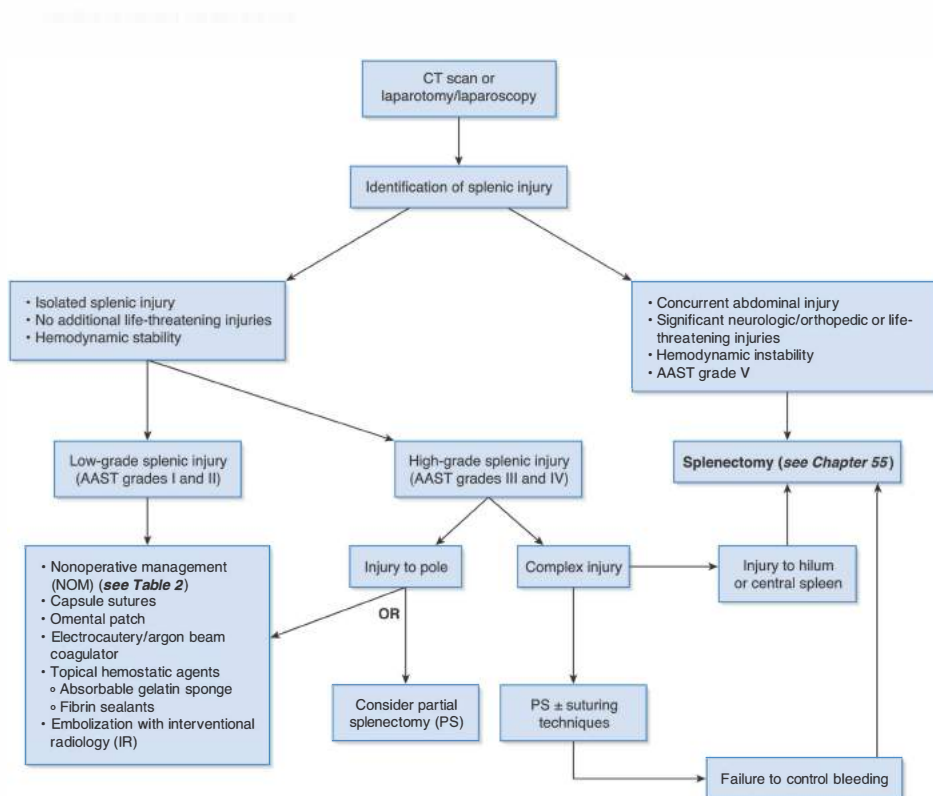 CT scan or
laparotomy/laparoscopy
Identification of splenic injury
• Isolated splenic injury
• No additional life-threatening injuries
• Hemodynamic stability
• Concurrent abdominal injury
• Significant neurologic/orthopedic or life-
threatening injuries
• Hemodynamic instability
• AAST grade V
Low-grade splenic injury
(AAST grades I and II)
High-grade splenic injury
(AAST grades III and IV)
Splenectomy (see Chapter 55)
• Nonoperative management
(NOM) (see Table 2)
• Capsule sutures
• Omental patch
• Electrocautery/argon beam
coagulator
• Topical hemostatic agents
∘ Absorbable gelatin sponge
∘ Fibrin sealants
• Embolization with interventional
radiology (IR)
Injury to pole
Complex injury
Injury to hilum
or central spleen
OR
Consider partial
splenectomy (PS)
PS ± suturing
techniques
Failure to control bleeding